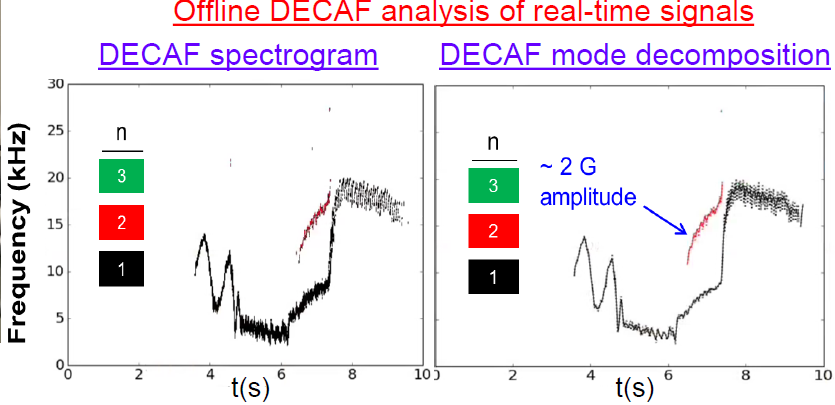 Offline DECAF analysis of real-time signals
DECAF spectrogram
DECAF mode decomposition
Frequency (kHz)
30
25
20
15
10
5
0
n
3
2
1
0
4
6
8
10
t(s)
n
3
2
1
~ 2 G
amplitude
2
4
6
8
10
t(s)